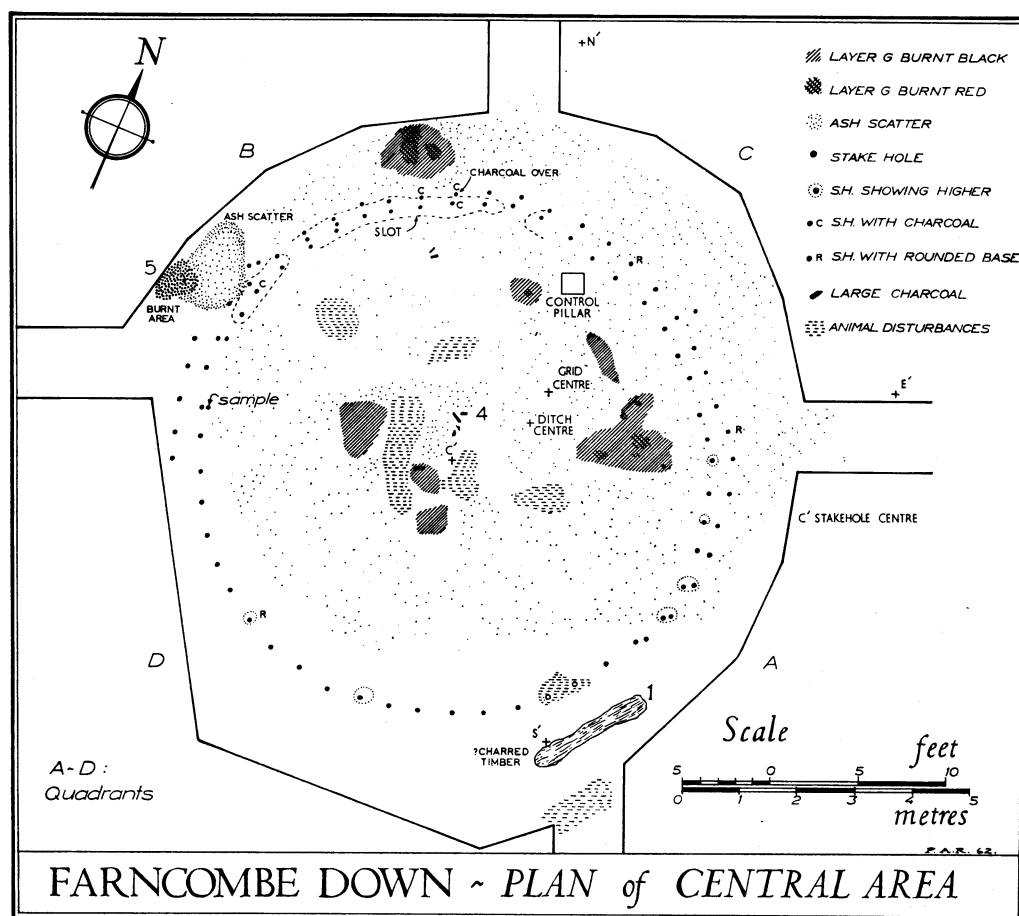 N
+N'
LAYER G BURNT BLACK
LAYER G BURNT RED
ASH SCATTER
STAKE HOLE
S.H. SHOWING HIGHER
C S.H. WITH CHARCOAL
R S.H. WITH ROUNDED BASE
LARGE CHARCOAL
ANIMAL DISTURBANCES
B
C
CHARCOAL OVER
C
C
C
ASH SCATTER
SLOT
5
C
R
BURNT
AREA
CONTROL
PILLAR
GRID
CENTRE
E'
sample
4
DITCH
CENTRE
C'
R
C' STAKEHOLE CENTRE
R
D
A
1
S'
?CHARRED
TIMBER
Scale
feet
5 0 5 10
0 1 2 3 4 5
metres
A-D:
Quadrants
P.A.R. 62.
FARNCOMBE DOWN ~ PLAN of CENTRAL AREA